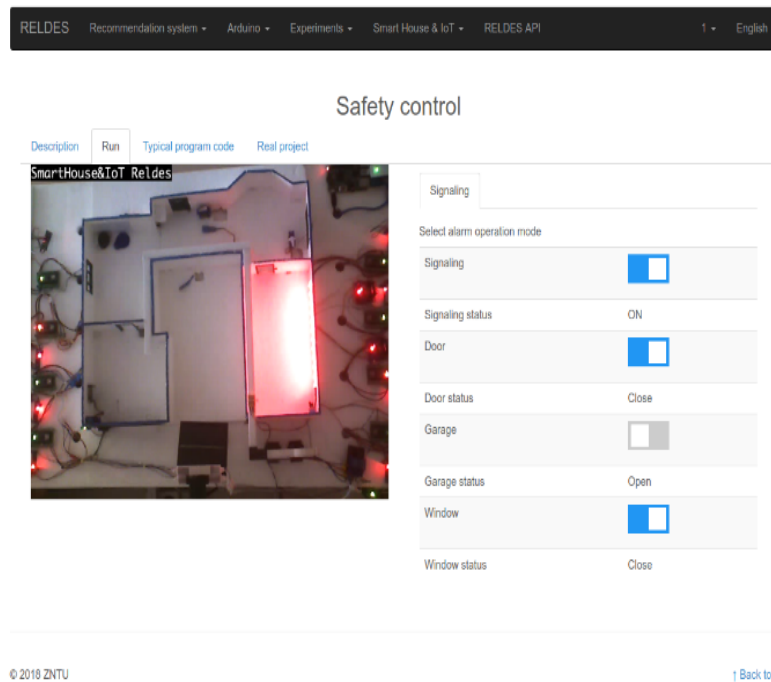 RELDES Recommendation system Arduino Experiments Smart House & IoT RELDES API 1 English
Safety control
Description Run Typical program code Real project
SmartHouse&IoT Reldes
Signaling
Select alarm operation mode
Signaling
Signaling status ON
Door
Door status Close
Garage
Garage status Open
Window
Window status Close
© 2018 ZNTU ↑ Back to